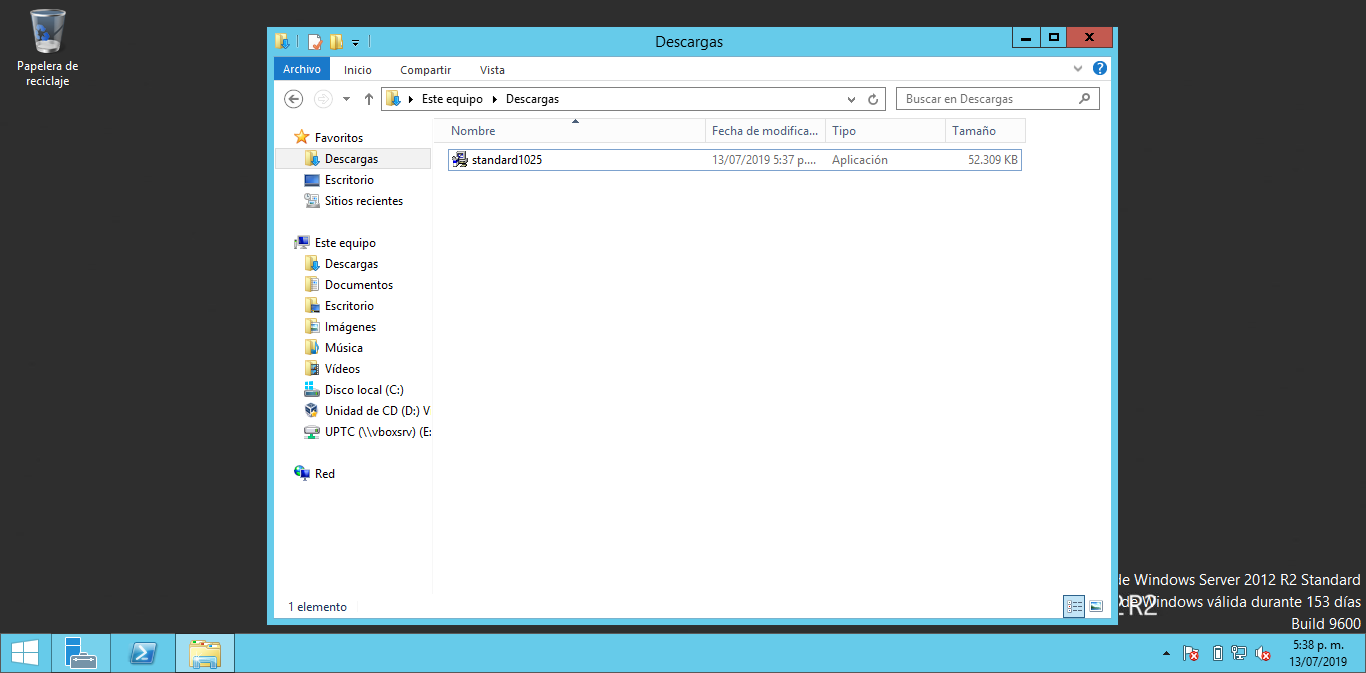 Papelera de
reciclaje
Descargas
Archivo
Inicio
Compartir
Vista
Este equipo
Descargas
Buscar en Descargas
Favoritos
Descargas
Escritorio
Sitios recientes
Este equipo
Descargas
Documentos
Escritorio
Imágenes
Música
Vídeos
Disco local (C:)
Unidad de CD (D:) V
UPTC (\\vboxsrv) (E:
Red
Nombre
Fecha de modifica...
Tipo
Tamaño
standard1025
13/07/2019 5:37 p....
Aplicación
52.309 KB
1 elemento
de Windows Server 2012 R2 Standard
de Windows válida durante 153 días
Build 9600
2 R2
5:38 p. m.
13/07/2019